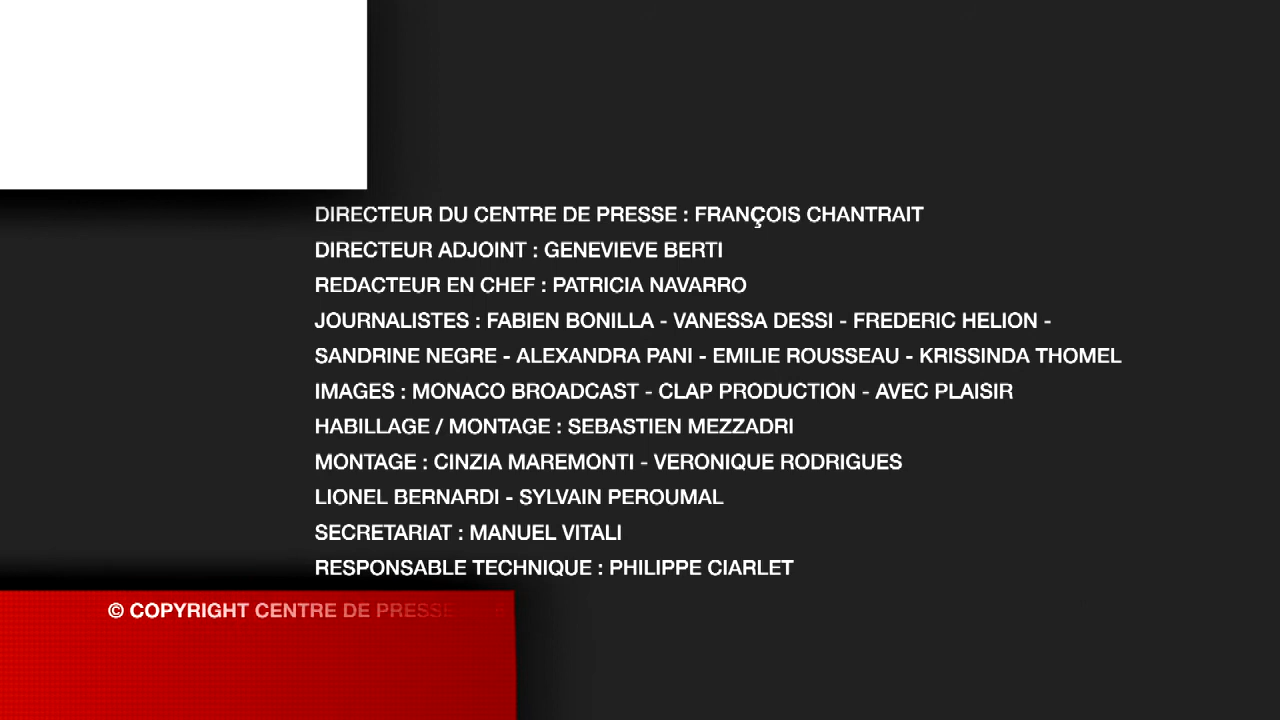 DIRECTEUR DU CENTRE DE PRESSE : FRANÇOIS CHANTRAIT
DIRECTEUR ADJOINT : GENEVIEVE BERTI
REDACTEUR EN CHEF : PATRICIA NAVARRO
JOURNALISTES : FABIEN BONILLA - VANESSA DESSI - FREDERIC HELION -
SANDRINE NEGRE - ALEXANDRA PANI - EMILIE ROUSSEAU - KRISSINDA THOMEL
IMAGES : MONACO BROADCAST - CLAP PRODUCTION - AVEC PLAISIR
HABILLAGE / MONTAGE : SEBASTIEN MEZZADRI
MONTAGE : CINZIA MAREMONTI - VERONIQUE RODRIGUES
LIONEL BERNARDI - SYLVAIN PEROUMAL
SECRETARIAT : MANUEL VITALI
RESPONSABLE TECHNIQUE : PHILIPPE CIARLET
© COPYRIGHT CENTRE DE PRESSE